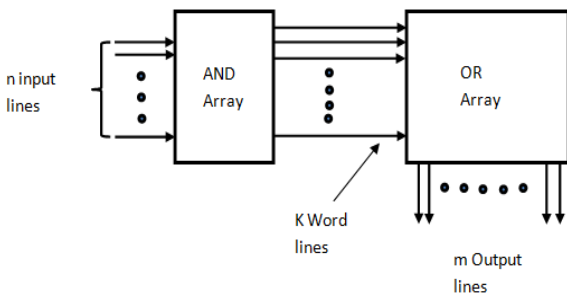 n input
lines
AND
Array
OR
Array
K Word
lines
m Output
lines